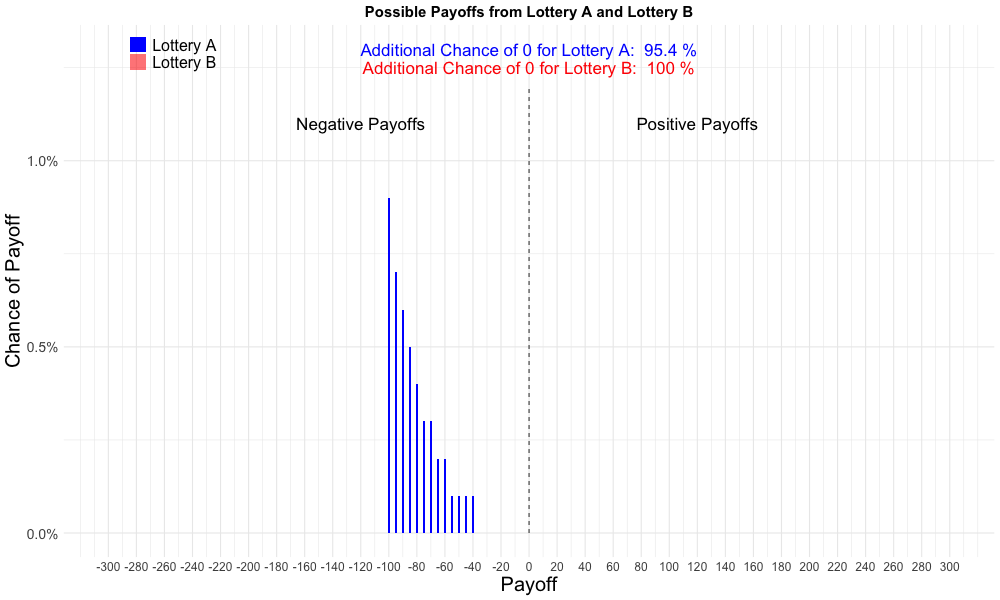 Possible Payoffs from Lottery A and Lottery B
Lottery A
Lottery B
Additional Chance of 0 for Lottery A:  95.4 %
Additional Chance of 0 for Lottery B:  100 %
Negative Payoffs
Positive Payoffs
Chance of Payoff
1.0%
0.5%
0.0%
-300 -280 -260 -240 -220 -200 -180 -160 -140 -120 -100 -80 -60 -40 -20 0 20 40 60 80 100 120 140 160 180 200 220 240 260 280 300
Payoff